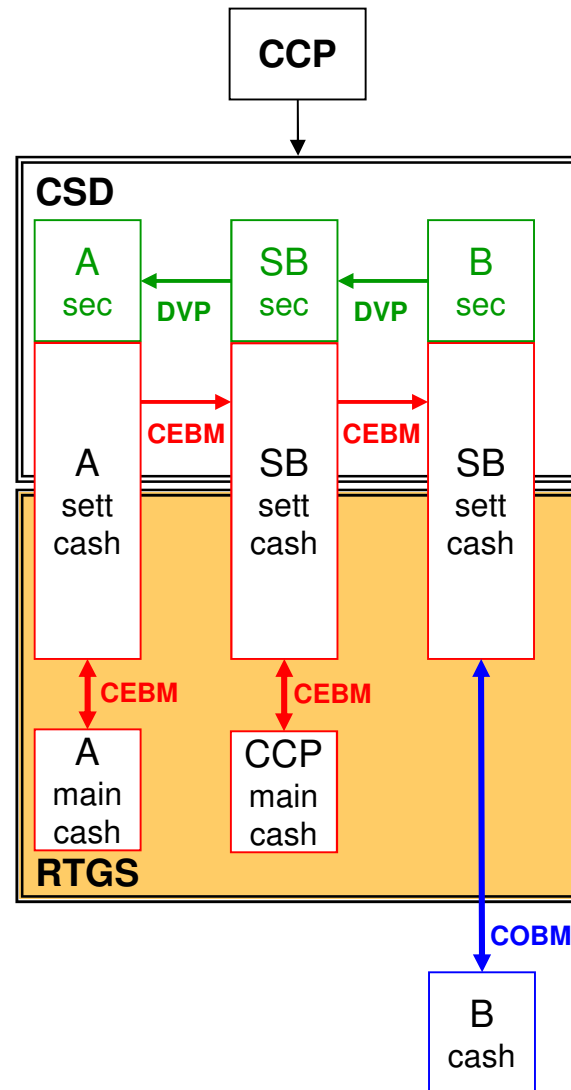 CCP
CSD
A
sec
DVP
SB
sec
DVP
B
sec
CEBM
CEBM
A
sett
cash
SB
sett
cash
SB
sett
cash
CEBM
CEBM
A
main
cash
CCP
main
cash
RTGS
COBM
B
cash